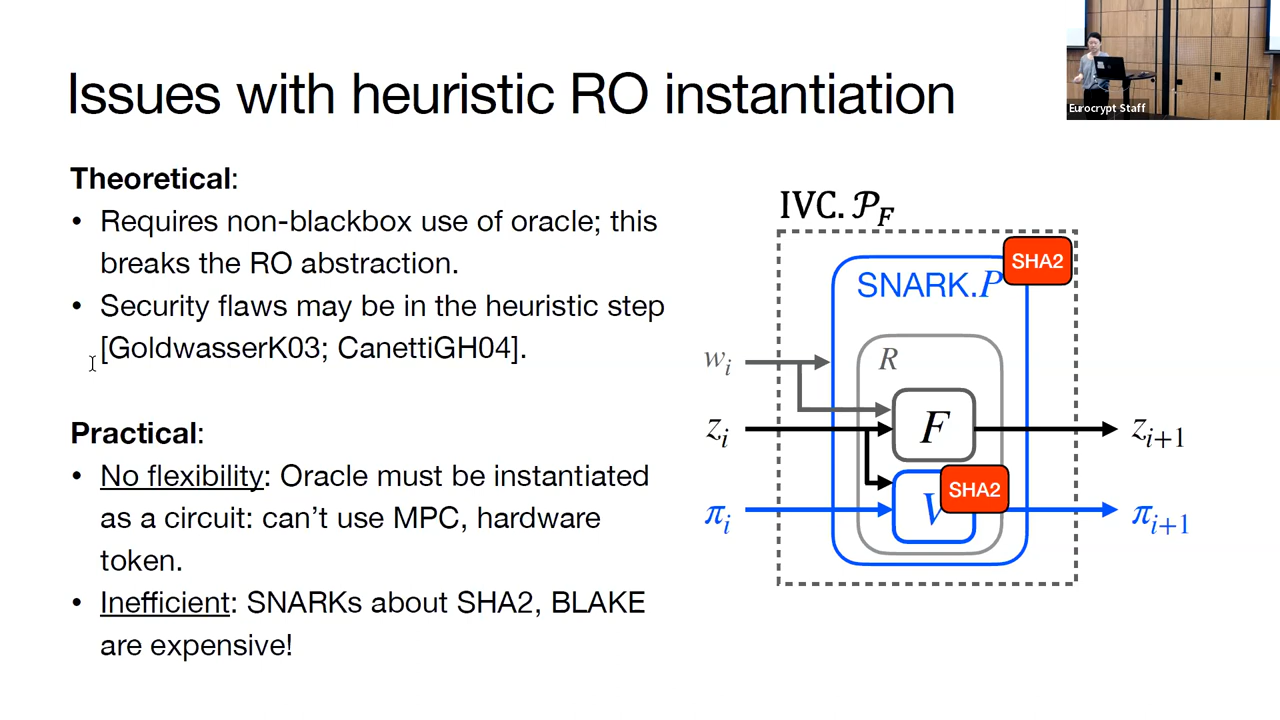 Issues with heuristic RO instantiation
Eurocrypt Staff
Theoretical:
• Requires non-blackbox use of oracle; this
breaks the RO abstraction.
• Security flaws may be in the heuristic step
[GoldwasserK03; CanettiGH04].
Practical:
• No flexibility: Oracle must be instantiated
as a circuit: can't use MPC, hardware
token.
• Inefficient: SNARKs about SHA2, BLAKE
are expensive!
IVC. 𝒫_F
SHA2
SNARK.P
R
w_i
F
z_i
z_{i+1}
SHA2
V
π_i
π_{i+1}